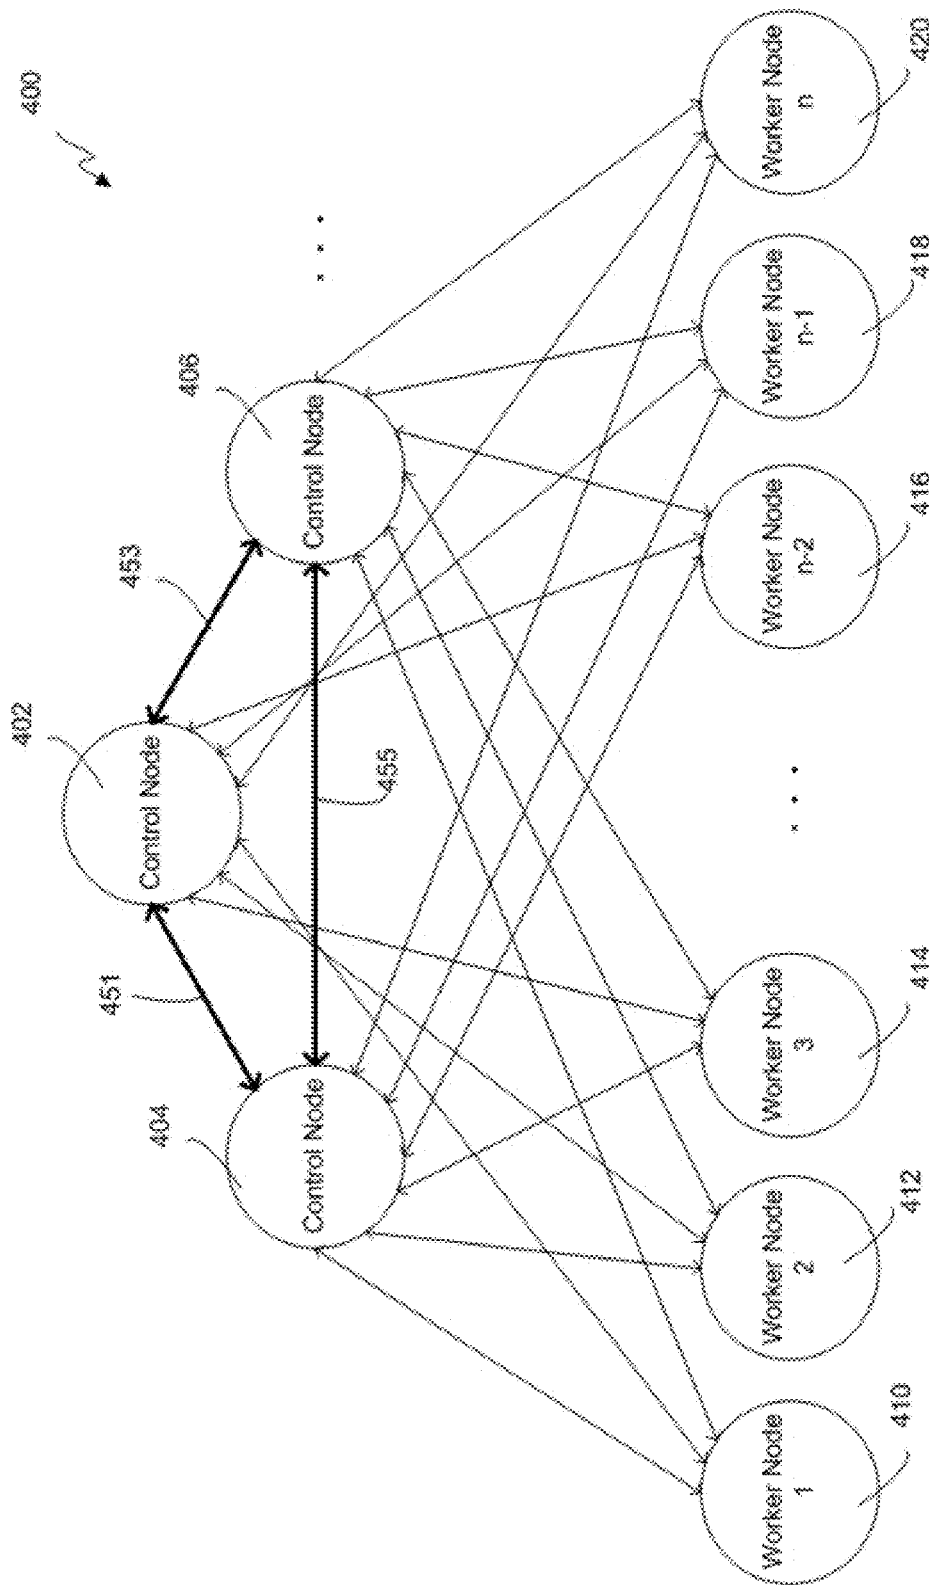 400
402
Control Node
451
453
404
Control Node
455
406
Control Node
. . .
Worker Node
1
410
Worker Node
2
412
Worker Node
3
414
. . .
Worker Node
n-2
416
Worker Node
n-1
418
Worker Node
n
420